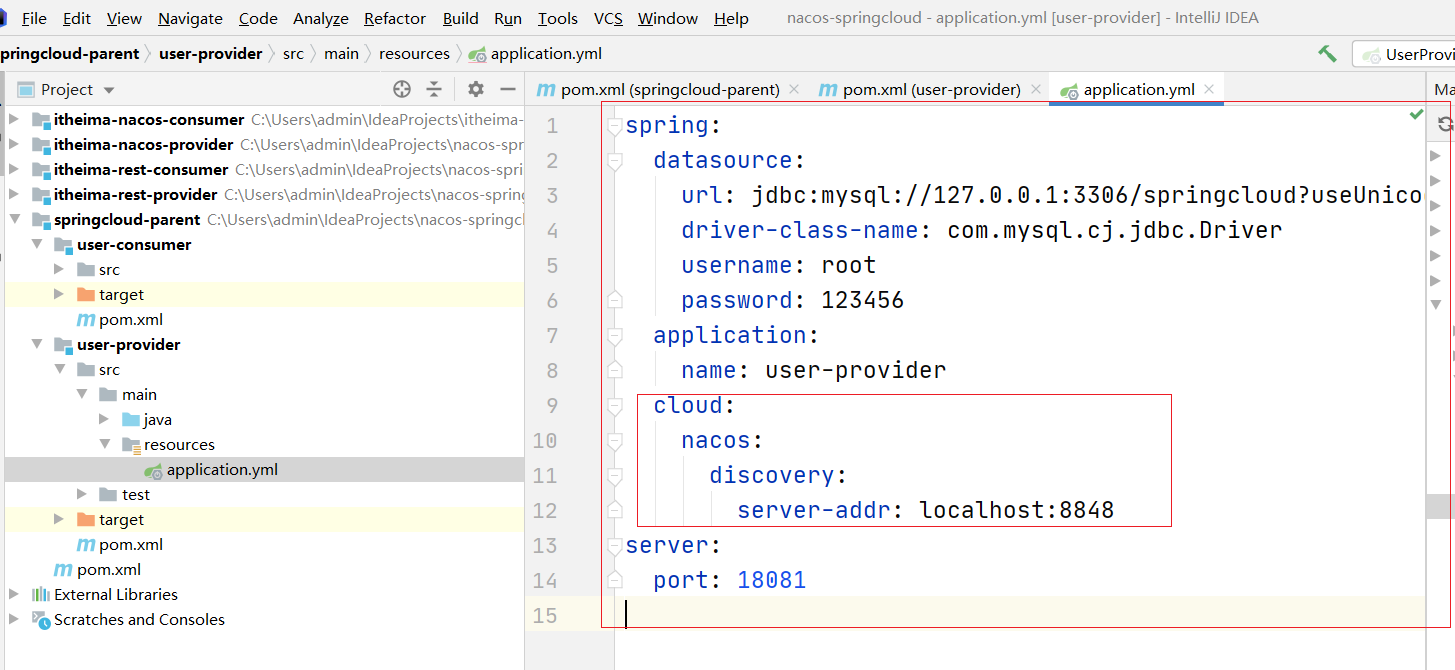 File Edit View Navigate Code Analyze Refactor Build Run Tools VCS Window Help nacos-springcloud - application.yml [user-provider] - IntelliJ IDEA
pringcloud-parent user-provider src main resources application.yml UserProvi
Project
pom.xml (springcloud-parent) pom.xml (user-provider) application.yml Ma
itheima-nacos-consumer C:\Users\admin\IdeaProjects\itheima-
itheima-nacos-provider C:\Users\admin\IdeaProjects\nacos-spr
itheima-rest-consumer C:\Users\admin\IdeaProjects\nacos-spri
itheima-rest-provider C:\Users\admin\IdeaProjects\nacos-spring
springcloud-parent C:\Users\admin\IdeaProjects\nacos-springcl
user-consumer
src
target
pom.xml
user-provider
src
main
java
resources
application.yml
test
target
pom.xml
pom.xml
External Libraries
Scratches and Consoles
1 spring:
2 datasource:
3 url: jdbc:mysql://127.0.0.1:3306/springcloud?useUnico
4 driver-class-name: com.mysql.cj.jdbc.Driver
5 username: root
6 password: 123456
7 application:
8 name: user-provider
9 cloud:
10 nacos:
11 discovery:
12 server-addr: localhost:8848
13 server:
14 port: 18081
15